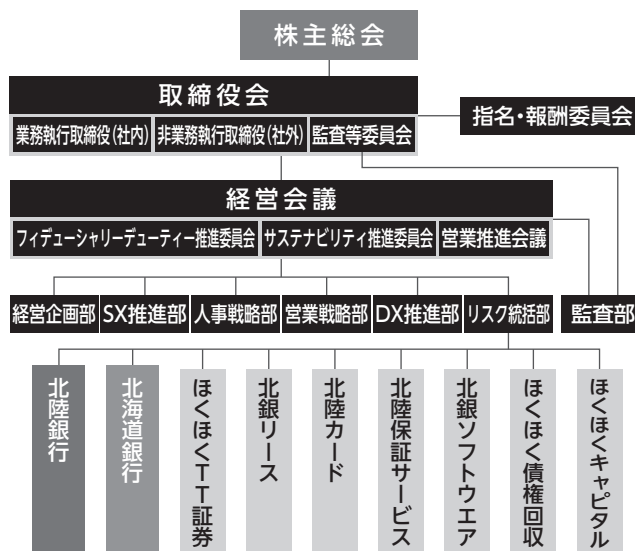 株主総会
取締役会
業務執行取締役(社内)
非業務執行取締役(社外)
監査等委員会
指名・報酬委員会
経営会議
フィデューシャリーデューティー推進委員会
サステナビリティ推進委員会
営業推進会議
経営企画部
SX推進部
人事戦略部
営業戦略部
DX推進部
リスク統括部
監査部
北陸銀行
北海道銀行
ほくほくTT証券
北銀リース
北陸カード
北陸保証サービス
北銀ソフトウエア
ほくほく債権回収
ほくほくキャピタル